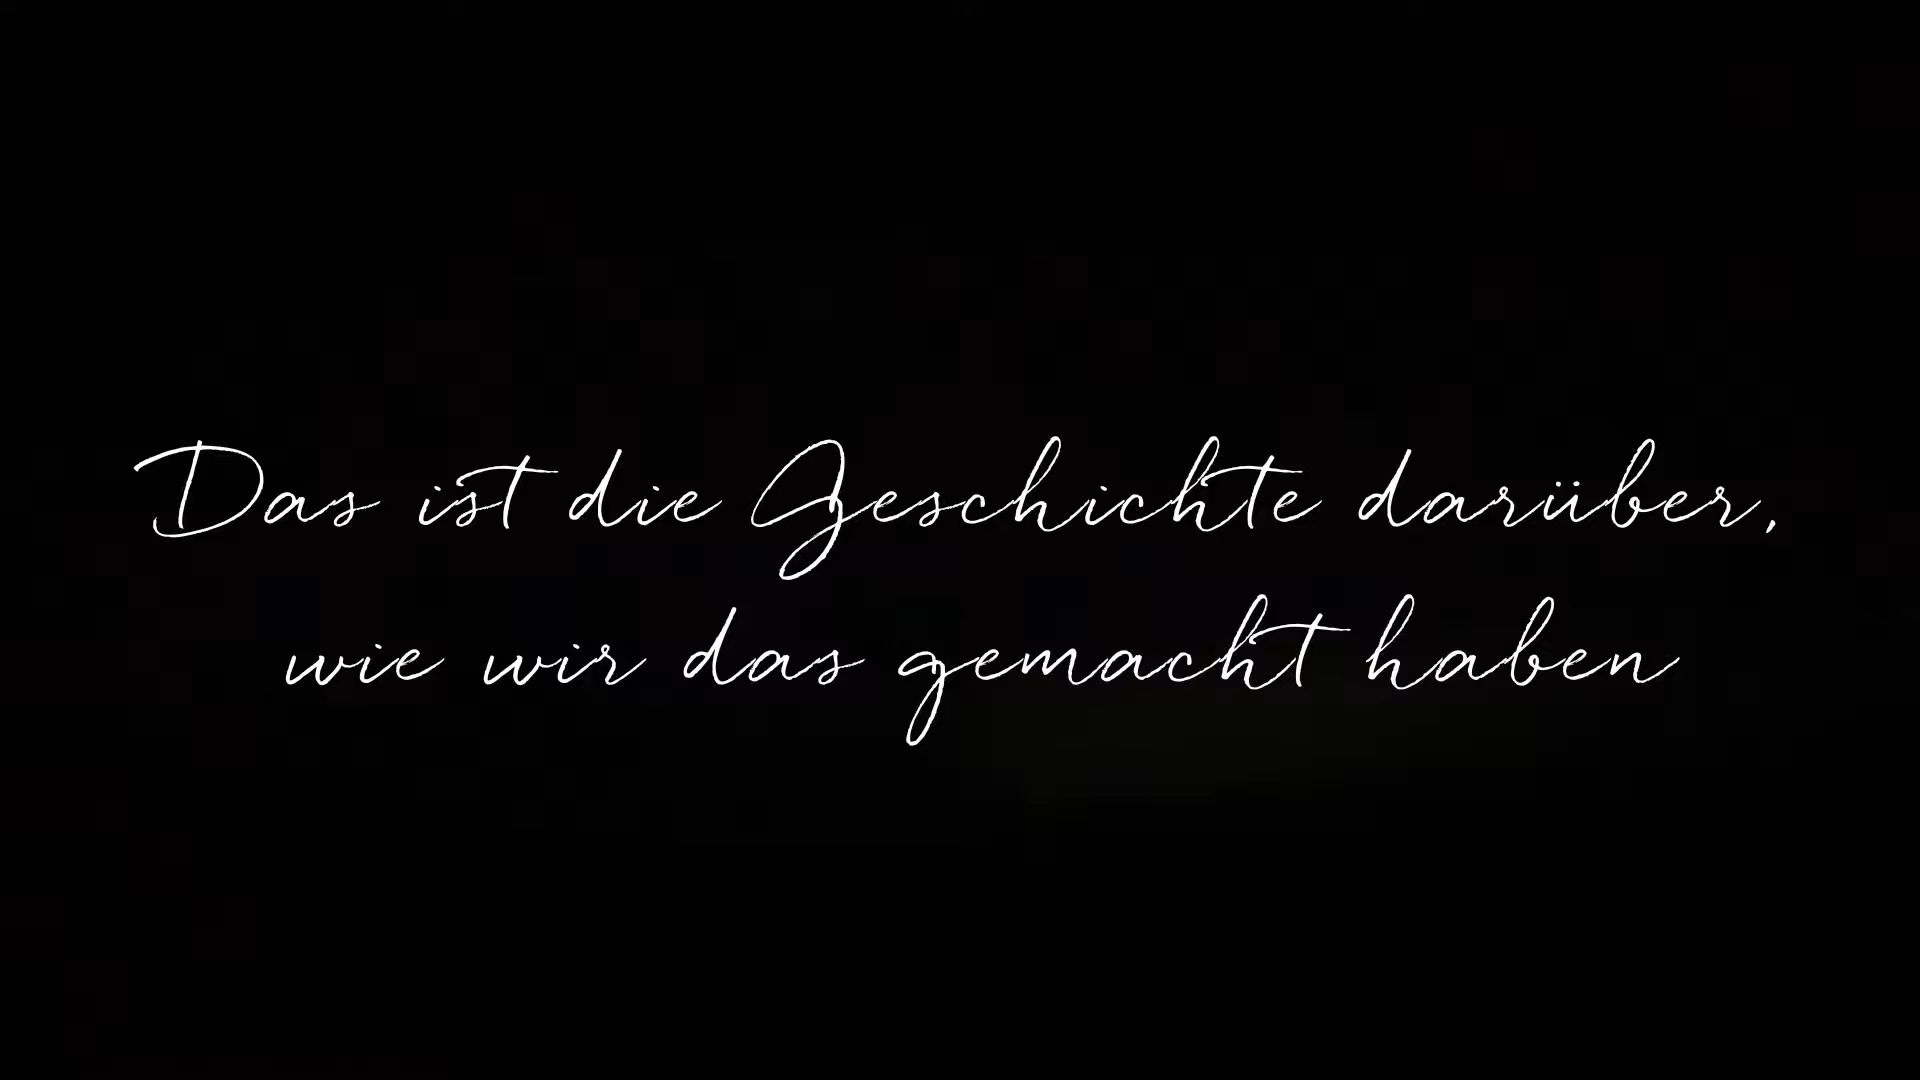 Das ist die Geschichte darüber,
wie wir das gemacht haben